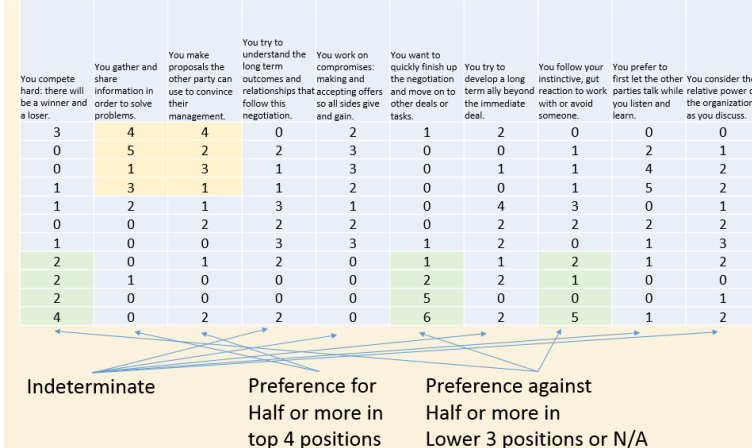 You compete hard: there will be a winner and a loser.
You gather and share information in order to solve problems.
You make proposals the other party can use to convince their management.
You try to understand the long term outcomes and relationships that follow this negotiation.
You work on compromises: making and accepting offers so all sides give and gain.
You want to quickly finish up the negotiation and move on to other deals or tasks.
You try to develop a long term ally beyond the immediate deal.
You follow your instinctive, gut reaction to work with or avoid someone.
You prefer to first let the other parties talk while you listen and learn.
You consider the relative power o the organization as you discuss.
3 4 4 0 2 1 2 0 0 0
0 5 2 2 3 0 0 1 2 1
0 1 3 1 3 0 1 1 4 2
1 3 1 1 2 0 0 1 5 2
1 2 1 3 1 0 4 3 0 1
0 0 2 2 2 0 2 2 2 2
1 0 0 3 3 1 2 0 1 3
2 0 1 2 0 1 1 2 1 2
2 1 0 0 0 2 2 1 0 0
2 0 0 0 0 5 0 0 0 1
4 0 2 2 0 6 2 5 1 2
Indeterminate
Preference for
Half or more in
top 4 positions
Preference against
Half or more in
Lower 3 positions or N/A